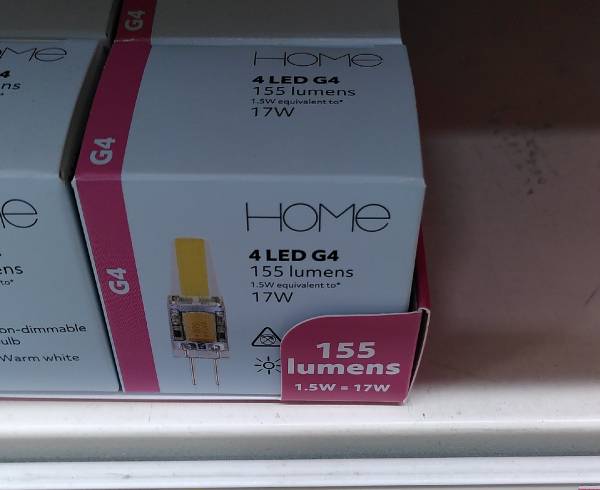 G4
HOMe
4 LED G4
155 lumens
1.5W equivalent to*
17W
G4
HOMe
4 LED G4
155 lumens
1.5W equivalent to*
17W
G4
155
lumens
1.5W = 17W
Me
4
ns
e
ens
to*
on-dimmable
ulb
Warm white